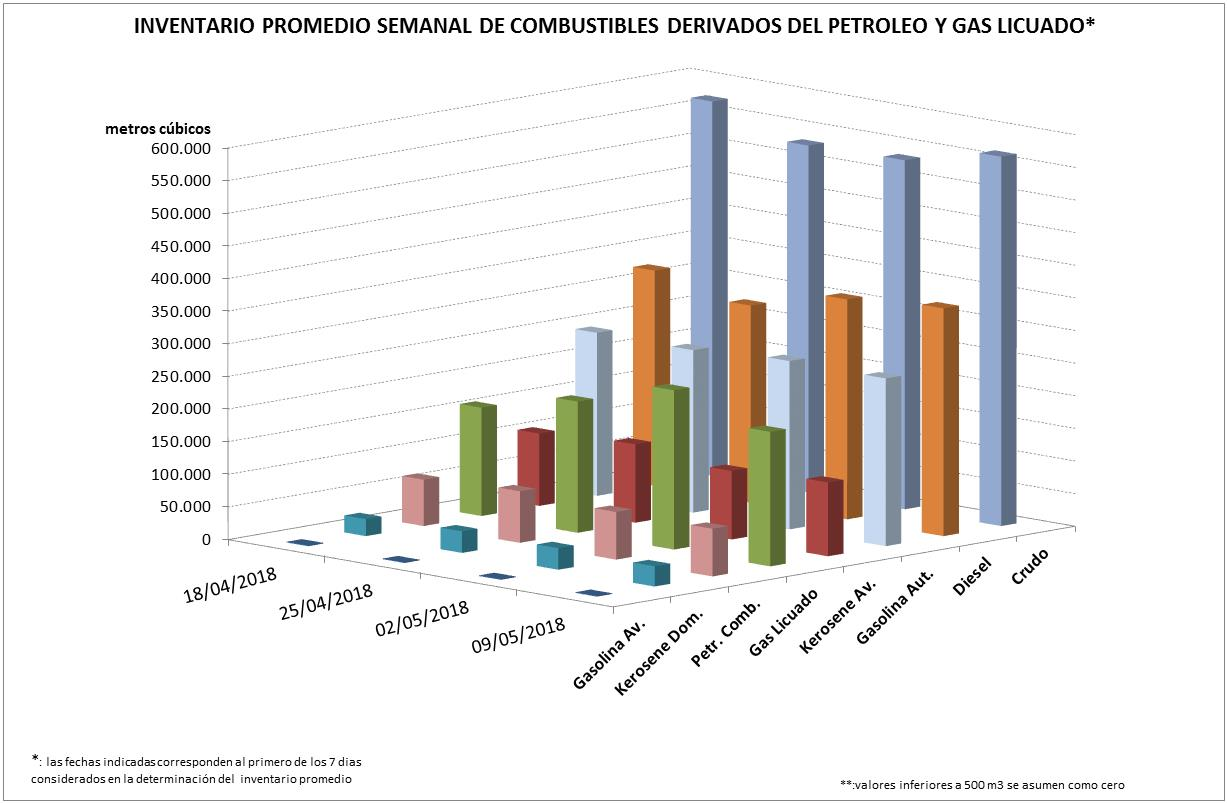 INVENTARIO PROMEDIO SEMANAL DE COMBUSTIBLES DERIVADOS DEL PETROLEO Y GAS LICUADO*
metros cúbicos
600.000
550.000
500.000
450.000
400.000
350.000
300.000
250.000
200.000
150.000
100.000
50.000
0
18/04/2018
25/04/2018
02/05/2018
09/05/2018
Gasolina Av.
Kerosene Dom.
Petr. Comb.
Gas Licuado
Kerosene Av.
Gasolina Aut.
Diesel
Crudo
*: las fechas indicadas corresponden al primero de los 7 dias
considerados en la determinación del inventario promedio
**:valores inferiores a 500 m3 se asumen como cero